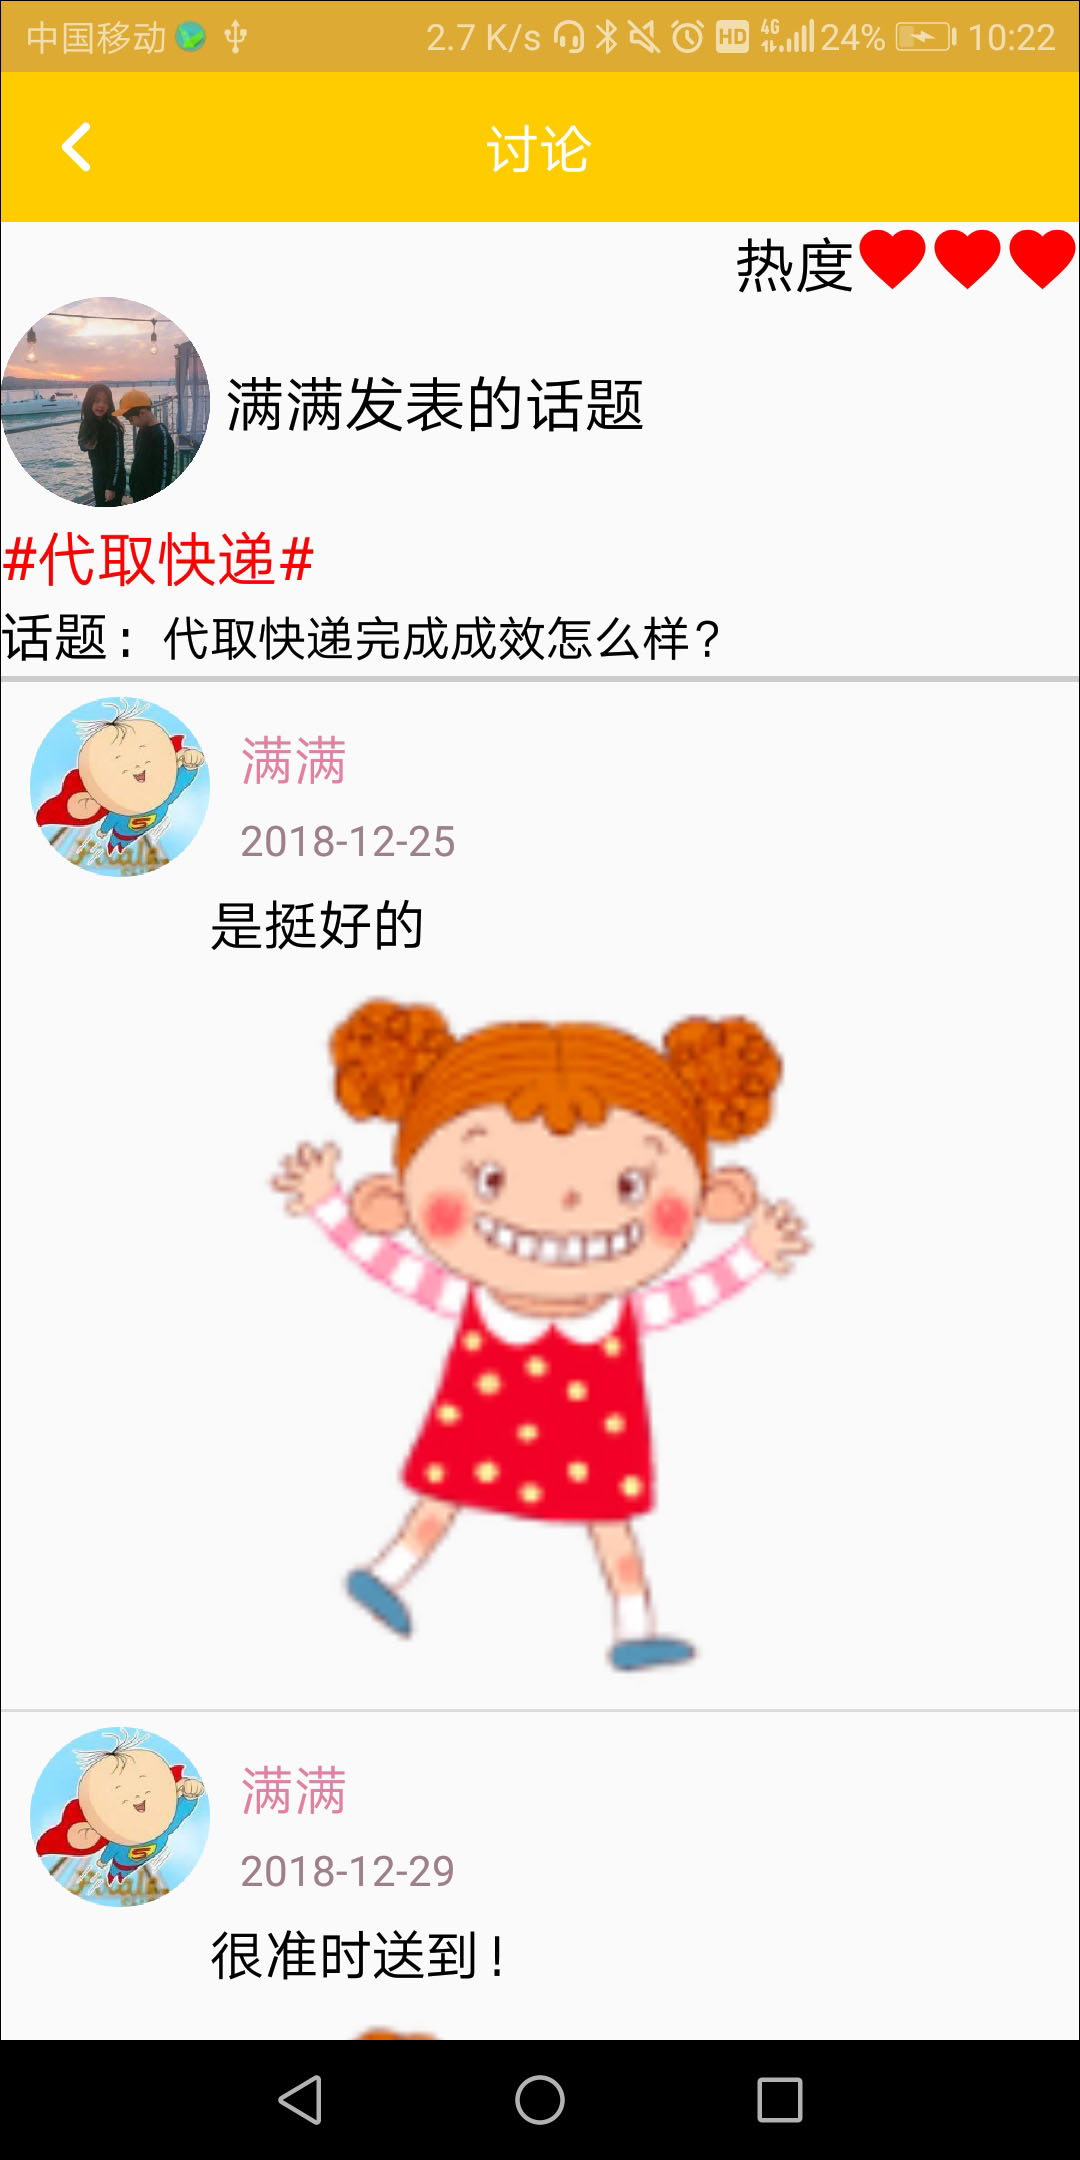 中国移动 2.7 K/s HD 4G 24% 10:22
讨论
热度
满满发表的话题
#代取快递#
话题：代取快递完成成效怎么样？
满满
2018-12-25
是挺好的
满满
2018-12-29
很准时送到！